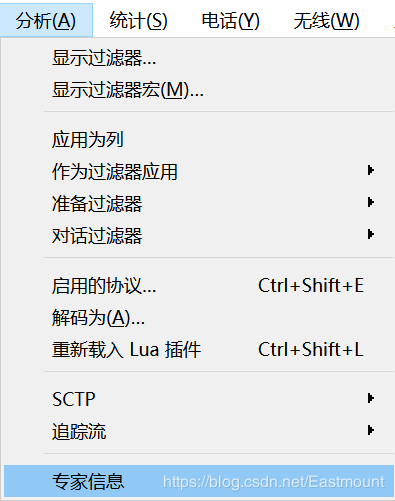 分析(A) 统计(S) 电话(Y) 无线(W)
显示过滤器...
显示过滤器宏(M)...
应用为列
作为过滤器应用
准备过滤器
对话过滤器
启用的协议... Ctrl+Shift+E
解码为(A)...
重新载入 Lua 插件 Ctrl+Shift+L
SCTP
追踪流
专家信息 https://blog.csdn.net/Eastmount